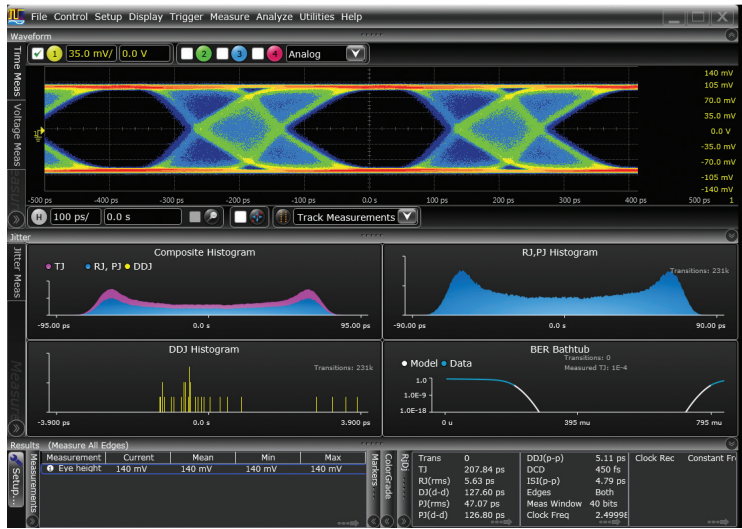 File Control Setup Display Trigger Measure Analyze Utilities Help
Waveform
Time Meas
Voltage Meas
1 35.0 mV/ 0.0 V 2 3 4 Analog
140 mV
105 mV
70.0 mV
35.0 mV
0.0 V
-35.0 mV
-70.0 mV
-105 mV
-140 mV
-500 ps -400 ps -300 ps -200 ps -100 ps 0.0 s 100 ps 200 ps 300 ps 400 ps 500 ps 1
H 100 ps/ 0.0 s Track Measurements
Jitter
Jitter Meas
Composite Histogram
TJ RJ, PJ DDJ
-95.00 ps 0.0 s 95.00 ps
RJ,PJ Histogram
Transitions: 231k
-90.00 ps 0.0 s 90.00 ps
DDJ Histogram
Transitions: 231k
-3.900 ps 0.0 s 3.900 ps
BER Bathtub
Transitions: 0
Measured TJ: 1E-4
Model Data
1.0
1.0E-9
1.0E-18
0 u 395 mu 795 mu
Results (Measure All Edges)
Setup...
Measurements
Measurement Current Mean Min Max
1 Eye height 140 mV 140 mV 140 mV 140 mV
Markers...
ColorGrade
RJDJ
Trans 0 DDJ(p-p) 5.11 ps Clock Rec Constant Fr
TJ 207.84 ps DCD 450 fs
RJ(rms) 5.63 ps ISI(p-p) 4.79 ps
DJ(d-d) 127.60 ps Edges Both
PJ(rms) 47.07 ps Meas Window 40 bits
PJ(d-d) 126.80 ps Clock Freq 2.4999E